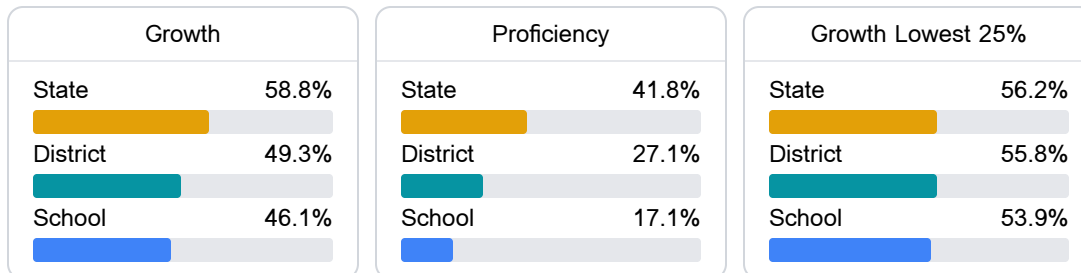 Growth
State 58.8%
District 49.3%
School 46.1%
Proficiency
State 41.8%
District 27.1%
School 17.1%
Growth Lowest 25%
State 56.2%
District 55.8%
School 53.9%